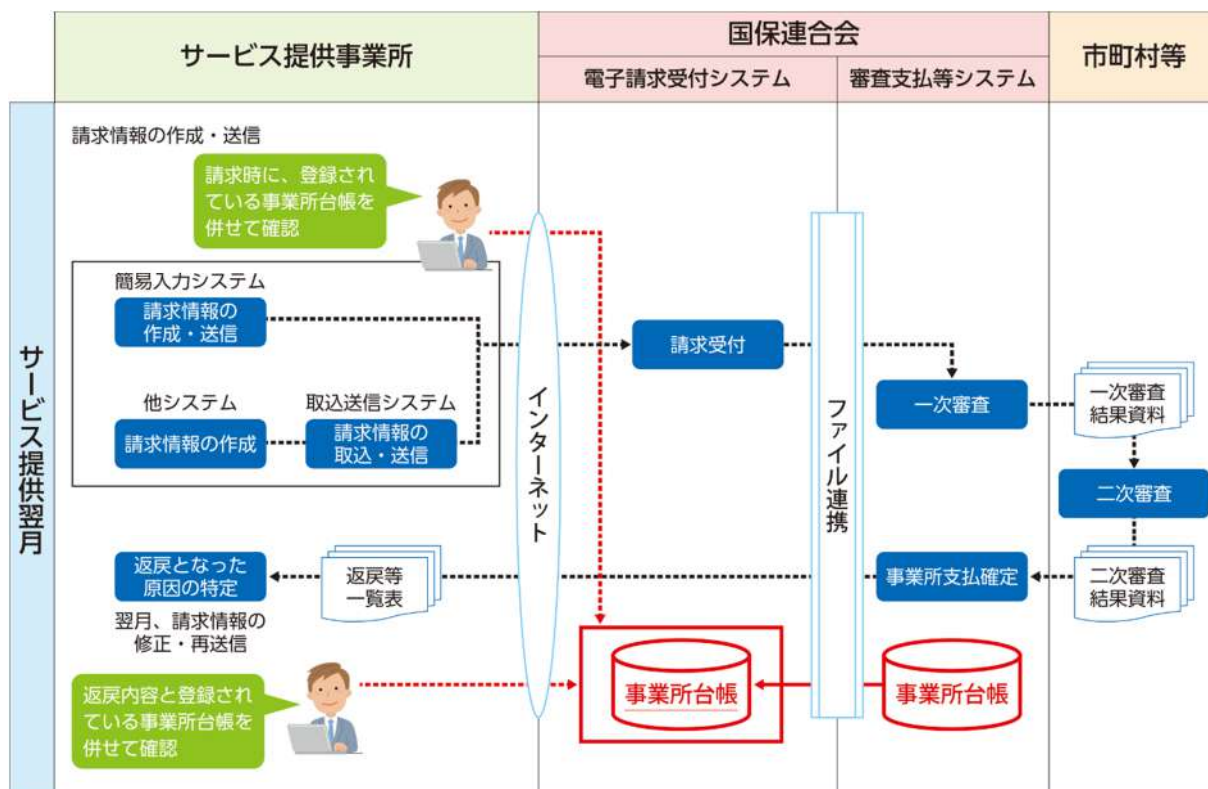 サービス提供事業所
国保連合会
市町村等
電子請求受付システム
審査支払等システム
サービス提供翌月
請求情報の作成・送信
請求時に、登録され
ている事業所台帳を
併せて確認
簡易入力システム
請求情報の
作成・送信
他システム
請求情報の作成
取込送信システム
請求情報の
取込・送信
インターネット
請求受付
ファイル連携
一次審査
一次審査
結果資料
二次審査
二次審査
結果資料
事業所支払確定
返戻等
一覧表
返戻となった
原因の特定
翌月、請求情報の
修正・再送信
返戻内容と登録され
ている事業所台帳を
併せて確認
事業所台帳
事業所台帳